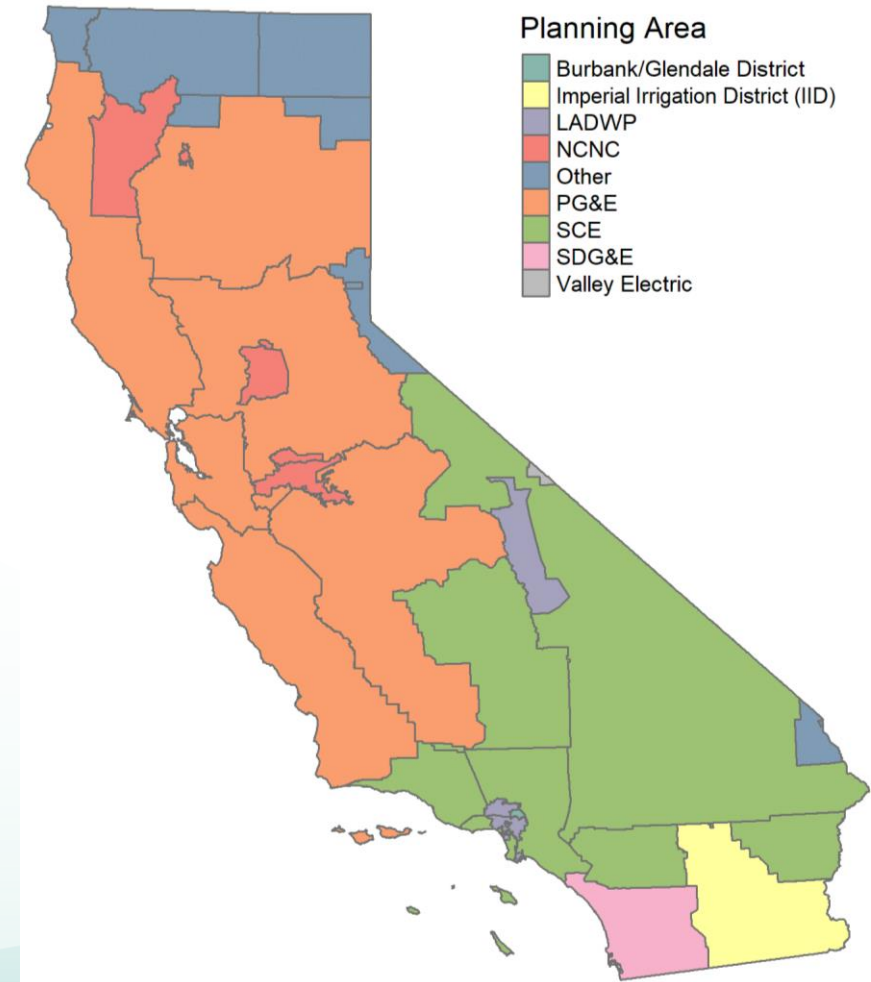 Planning Area
Burbank/Glendale District
Imperial Irrigation District (IID)
LADWP
NCNC
Other
PG&E
SCE
SDG&E
Valley Electric